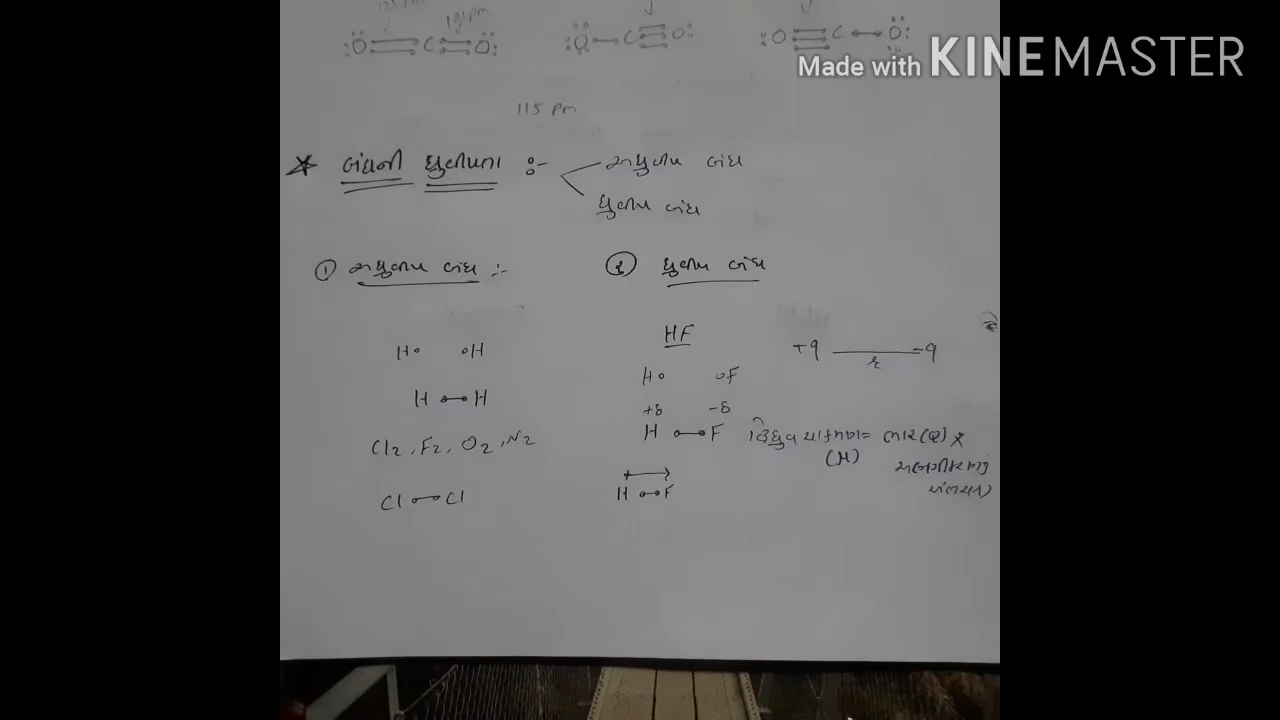 :Ö = C = Ö: :Ö - C ≡ O: :O ≡ C - Ö:
Made with KINEMASTER
115 pm
* બંધની ધ્રુવીયતા :- અધ્રુવીય બંધ
ધ્રુવીય બંધ
① અધ્રુવીય બંધ :- ② ધ્રુવીય બંધ
HF
H• •H +q ——— -q
r
H• •F
H — H +δ -δ
H — F વિદ્યુત ચાકમાત્રા = ભાર (Q) ×
(μ)
Cl2, F2, O2, N2
H — F
Cl — Cl